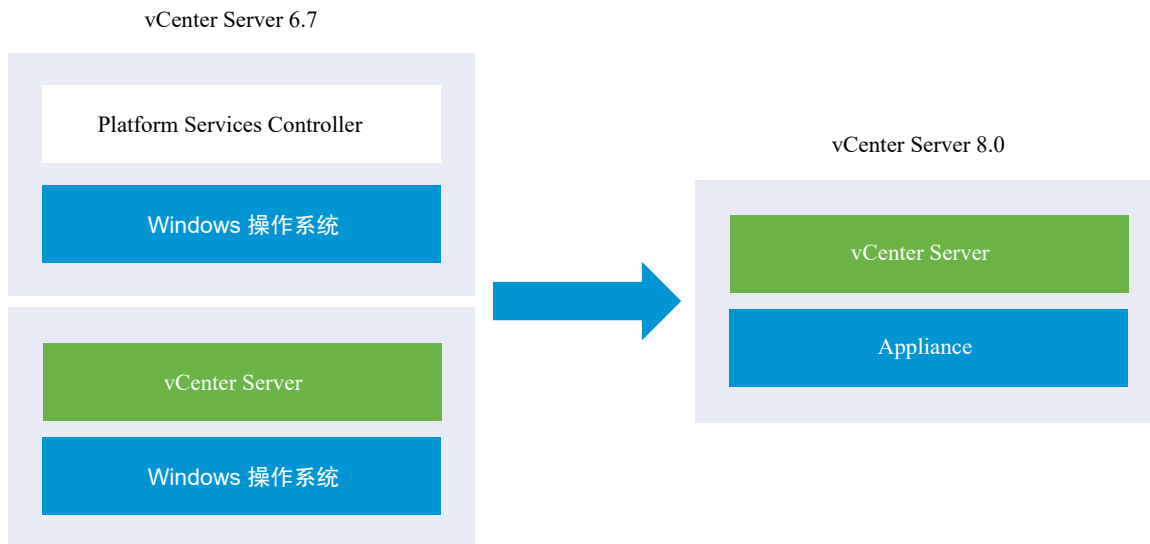 vCenter Server 6.7
Platform Services Controller
Windows 操作系统
vCenter Server
Windows 操作系统
vCenter Server 8.0
vCenter Server
Appliance